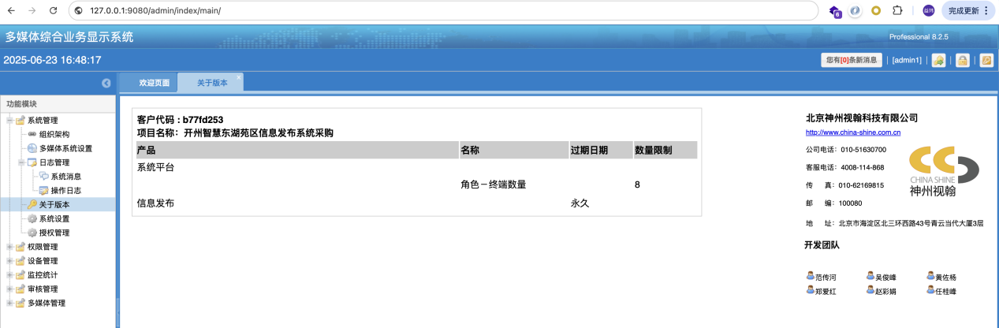 127.0.0.1:9080/admin/index/main/
6
益玮
完成更新
多媒体综合业务显示系统
Professional 8.2.5
2025-06-23 16:48:17
您有[0]条新消息
[admin1]
欢迎页面
关于版本
功能模块
系统管理
组织架构
多媒体系统设置
日志管理
系统消息
操作日志
关于版本
系统设置
授权管理
权限管理
设备管理
监控统计
审核管理
多媒体管理
客户代码 : b77fd253
项目名称：开州智慧东湖苑区信息发布系统采购
产品 名称 过期日期 数量限制
系统平台
角色－终端数量 8
信息发布 永久
北京神州视翰科技有限公司
http://www.china-shine.com.cn
公司电话：010-51630700
客服电话：4008-114-868
传 真：010-62169815
邮 编：100080
地 址：北京市海淀区北三环西路43号青云当代大厦3层
CHINA SHINE
神州视翰
开发团队
范传河 吴俊峰 黄佐杨
郑爱红 赵彩娟 任桂峰